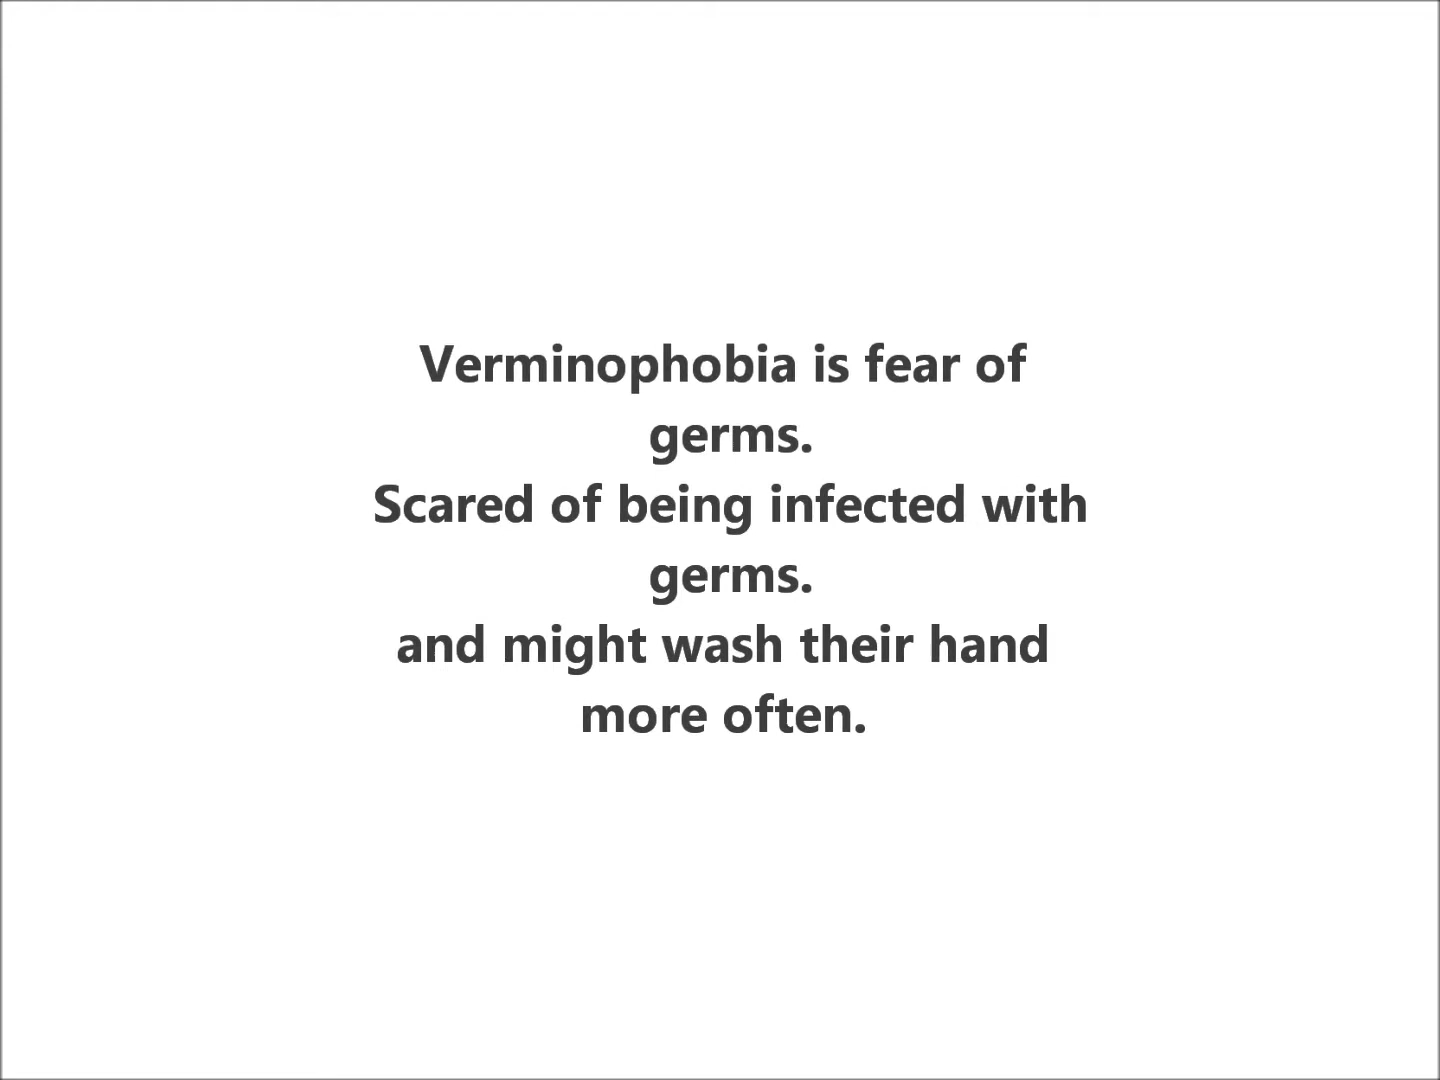 Verminophobia is fear of
germs.
Scared of being infected with
germs.
and might wash their hand
more often.